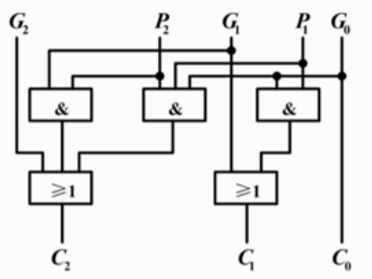 G₂ P₂ G₁ P₁ G₀
& & &
≥1 ≥1
C₂ C₁ C₀